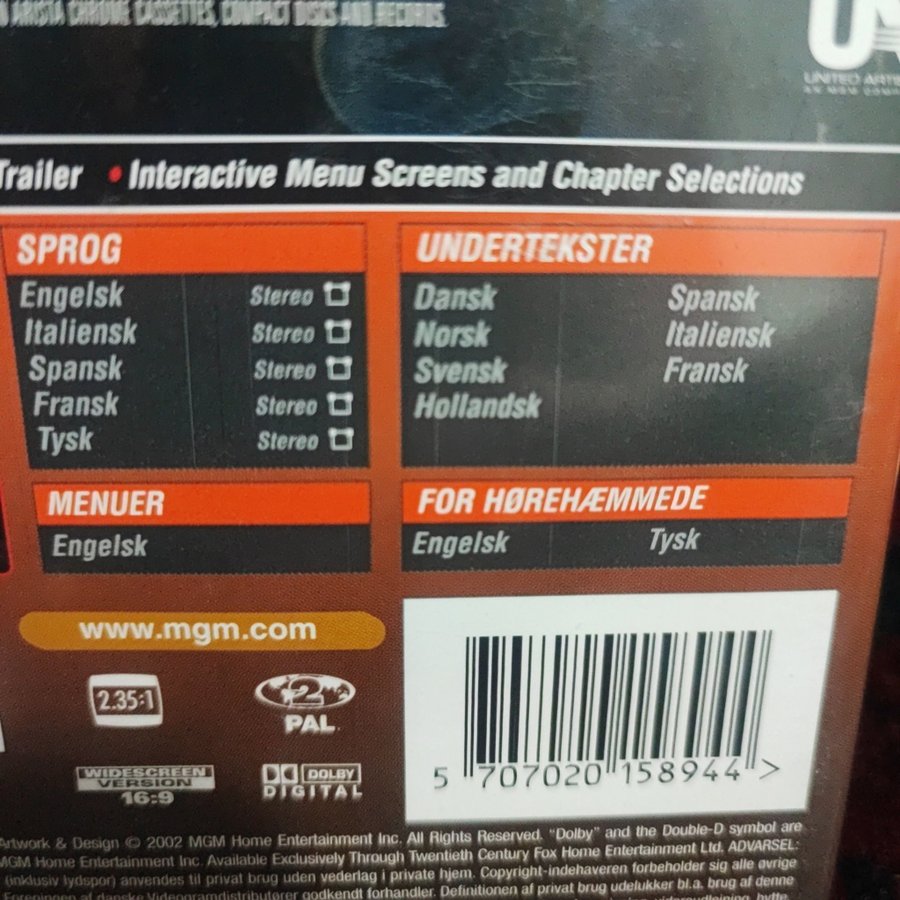 ARISTA CHROME CASSETTES, COMPACT DISCS AND RECORDS.
UNITED ARTI
AN MGM COMP
Trailer • Interactive Menu Screens and Chapter Selections
SPROG
Engelsk Stereo
Italiensk Stereo
Spansk Stereo
Fransk Stereo
Tysk Stereo
UNDERTEKSTER
Dansk Spansk
Norsk Italiensk
Svensk Fransk
Hollandsk
MENUER
Engelsk
FOR HØREHÆMMEDE
Engelsk Tysk
www.mgm.com
2.35:1
2
PAL
WIDESCREEN
VERSION
16:9
DOLBY
DIGITAL
5 707020 158944 >
Artwork & Design © 2002 MGM Home Entertainment Inc. All Rights Reserved. "Dolby" and the Double-D symbol are
MGM Home Entertainment Inc. Available Exclusively Through Twentieth Century Fox Home Entertainment Ltd. ADVARSEL:
(inklusiv lydspor) anvendes til privat brug uden vederlag i private hjem. Copyright-indehaveren forbeholder sig alle øvrige
Foreningen af danske Videogramdistributører godkendt forhandler. Definitionen af privat brug udelukker bl.a. brug af denne